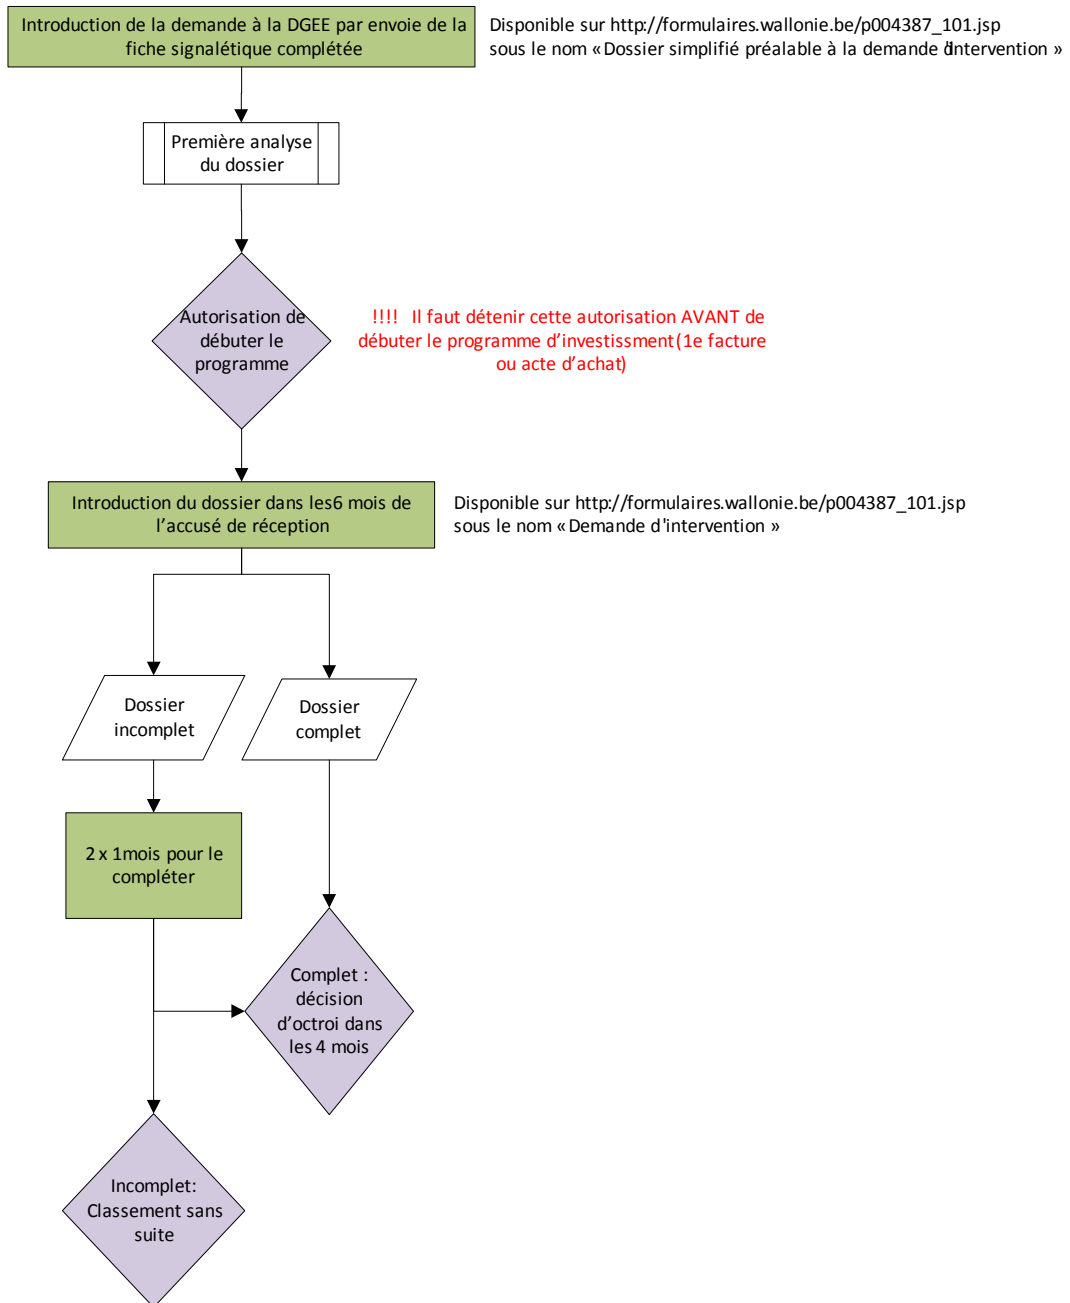 Introduction de la demande à la DGEE par envoie de la
fiche signalétique complétée
Disponible sur http://formulaires.wallonie.be/p004387_101.jsp
sous le nom « Dossier simplifié préalable à la demande d'intervention »
Première analyse
du dossier
Autorisation de
débuter le
programme
!!!! Il faut détenir cette autorisation AVANT de
débuter le programme d'investissment (1e facture
ou acte d'achat)
Introduction du dossier dans les 6 mois de
l'accusé de réception
Disponible sur http://formulaires.wallonie.be/p004387_101.jsp
sous le nom « Demande d'intervention »
Dossier
incomplet
Dossier
complet
2 x 1mois pour le
compléter
Complet :
décision
d'octroi dans
les 4 mois
Incomplet:
Classement sans
suite